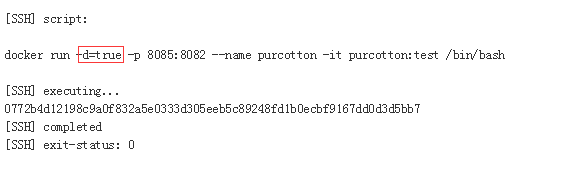 [SSH] script:
docker run -d=true -p 8085:8082 --name purcotton -it purcotton:test /bin/bash
[SSH] executing...
0772b4d12198c9a0f832a5e0333d305eeb5c89248fd1b0ecbf9167dd0d3d5bb7
[SSH] completed
[SSH] exit-status: 0